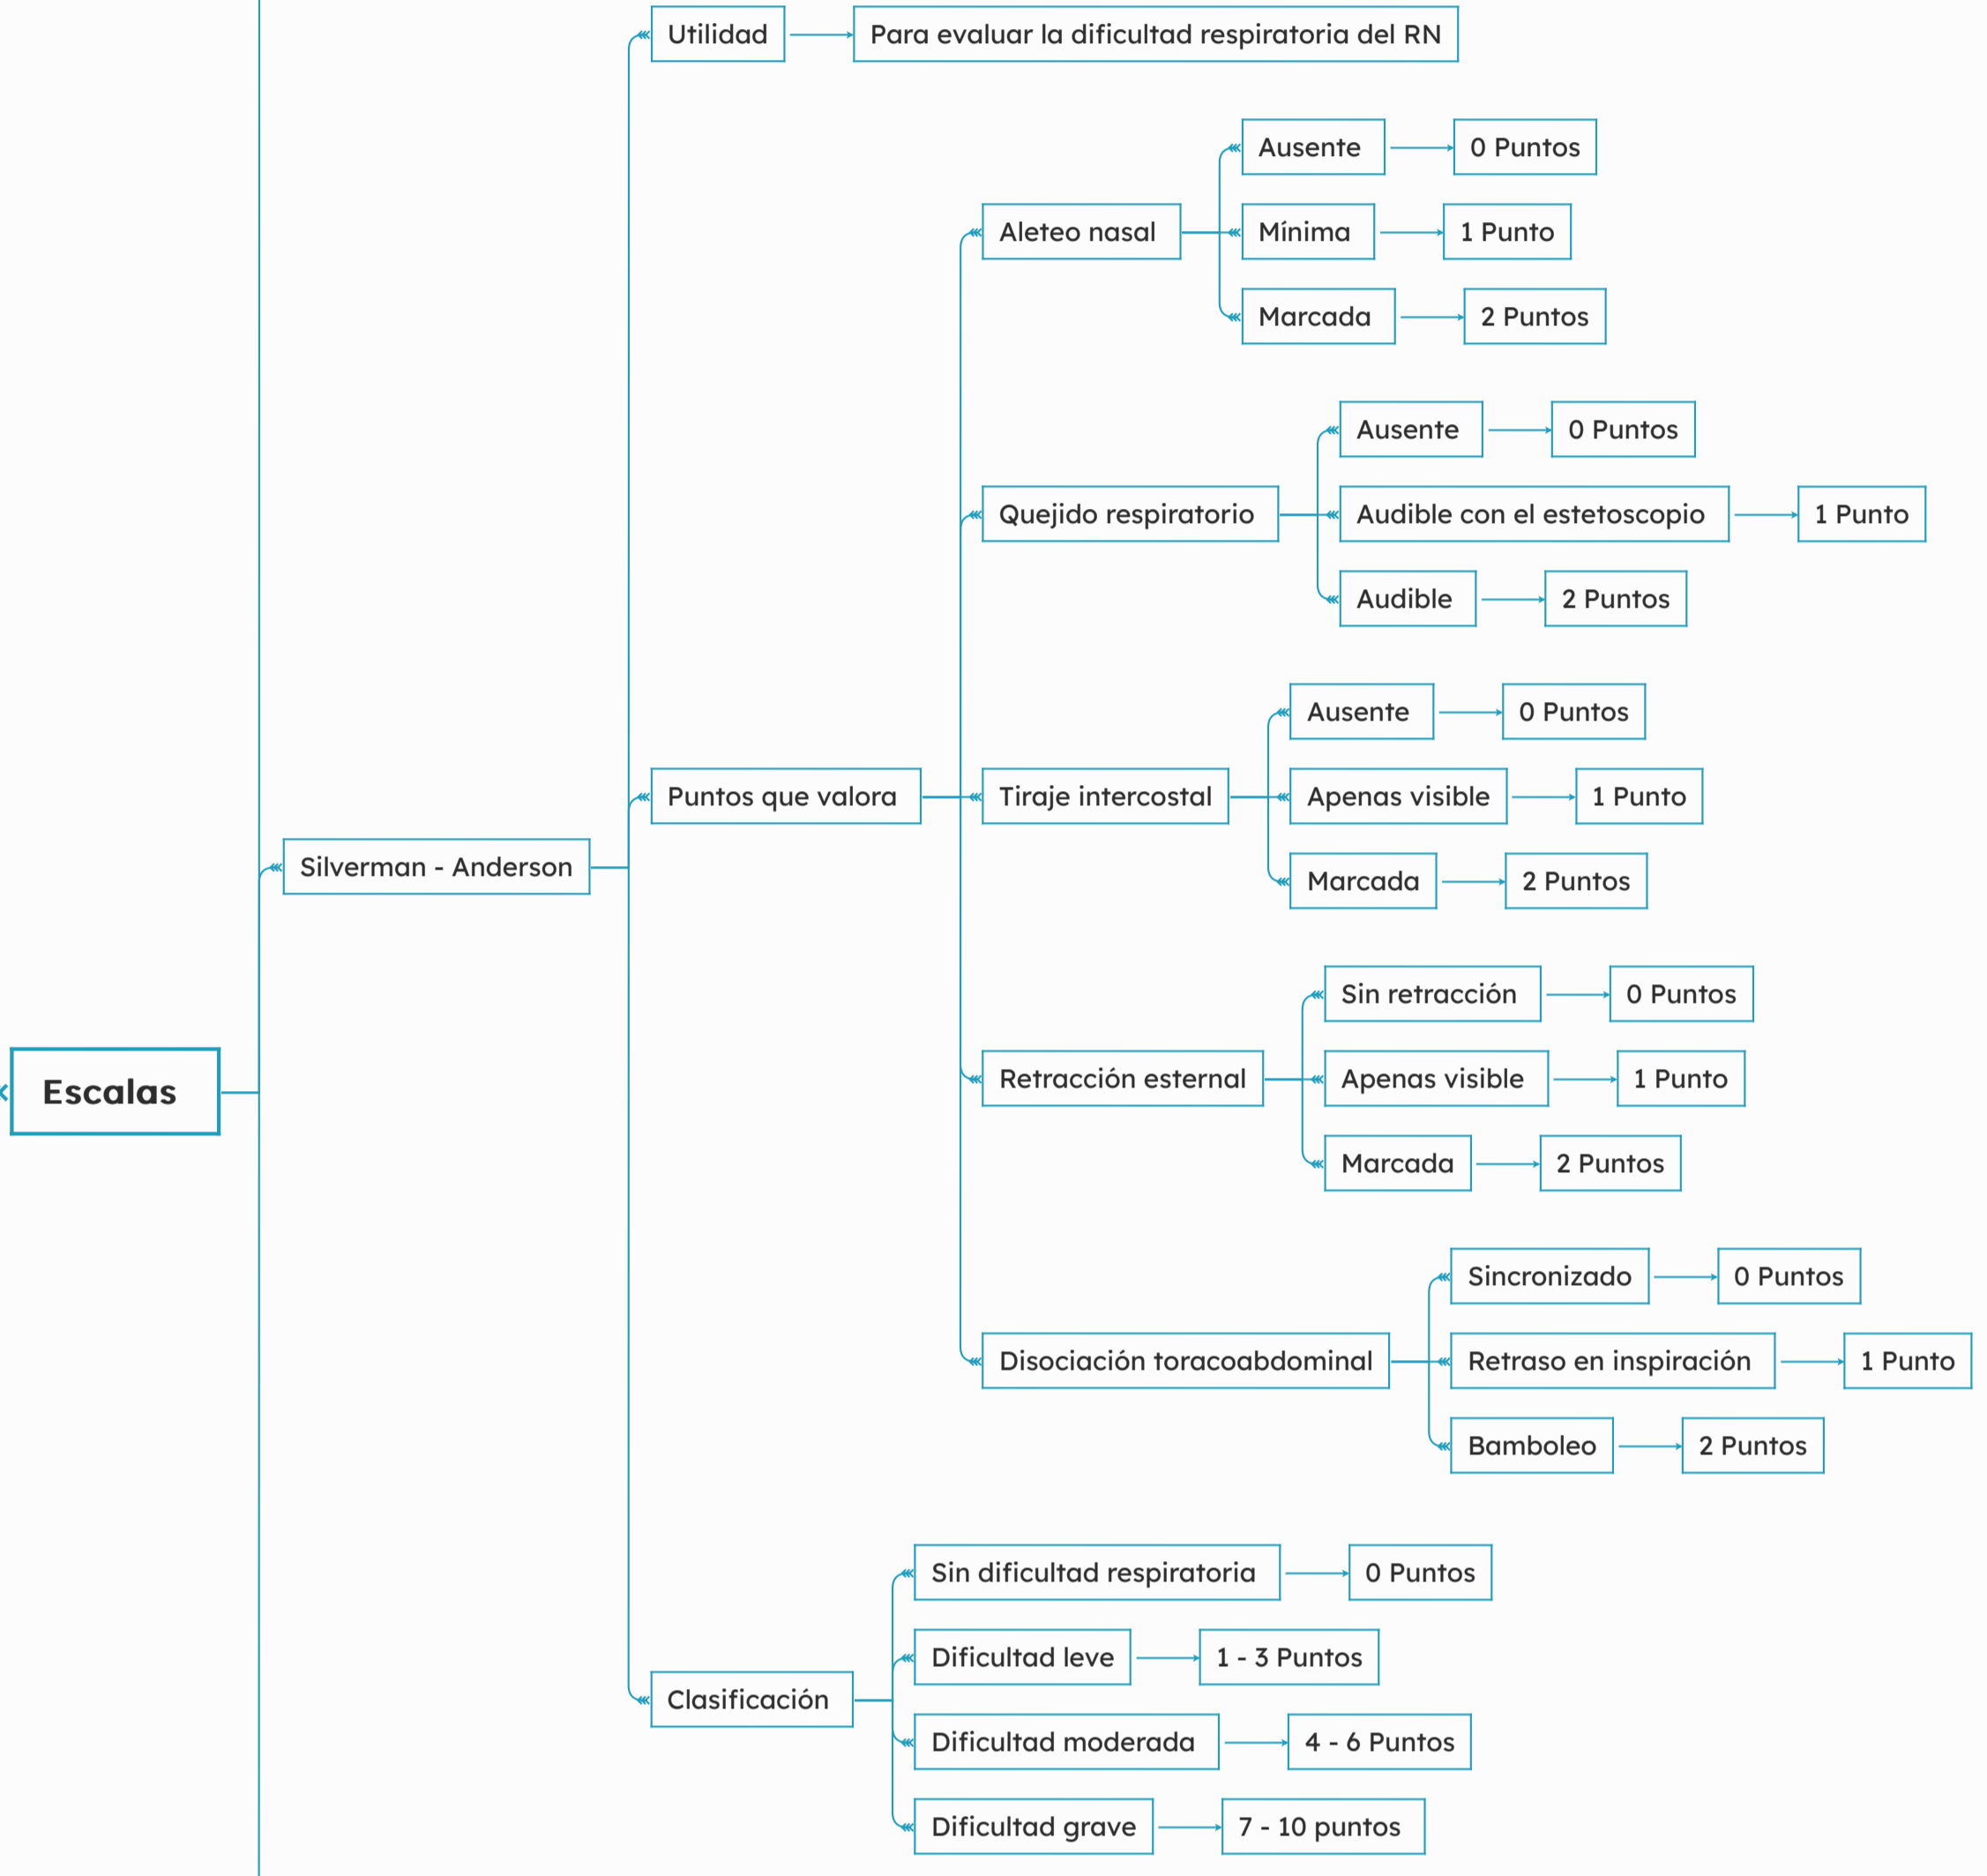 Escalas
Silverman - Anderson
Utilidad
Para evaluar la dificultad respiratoria del RN
Puntos que valora
Aleteo nasal
Ausente
0 Puntos
Mínima
1 Punto
Marcada
2 Puntos
Quejido respiratorio
Ausente
0 Puntos
Audible con el estetoscopio
1 Punto
Audible
2 Puntos
Tiraje intercostal
Ausente
0 Puntos
Apenas visible
1 Punto
Marcada
2 Puntos
Retracción esternal
Sin retracción
0 Puntos
Apenas visible
1 Punto
Marcada
2 Puntos
Disociación toracoabdominal
Sincronizado
0 Puntos
Retraso en inspiración
1 Punto
Bamboleo
2 Puntos
Clasificación
Sin dificultad respiratoria
0 Puntos
Dificultad leve
1 - 3 Puntos
Dificultad moderada
4 - 6 Puntos
Dificultad grave
7 - 10 puntos